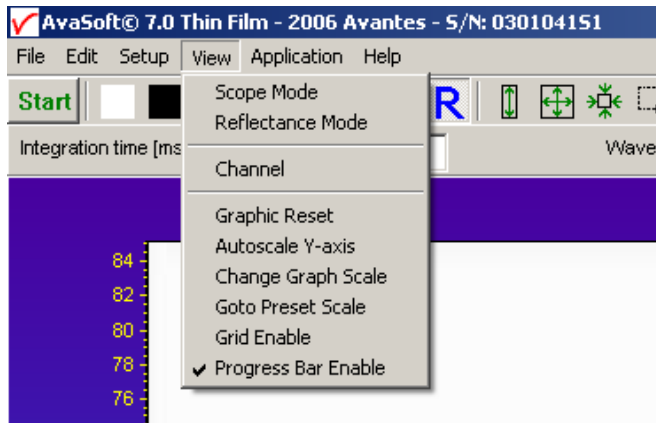 AvaSoft© 7.0 Thin Film - 2006 Avantes - S/N: 0301041S1
File Edit Setup View Application Help
Start R
Integration time [ms Wave
Scope Mode
Reflectance Mode
Channel
Graphic Reset
Autoscale Y-axis
Change Graph Scale
Goto Preset Scale
Grid Enable
Progress Bar Enable
84
82
80
78
76